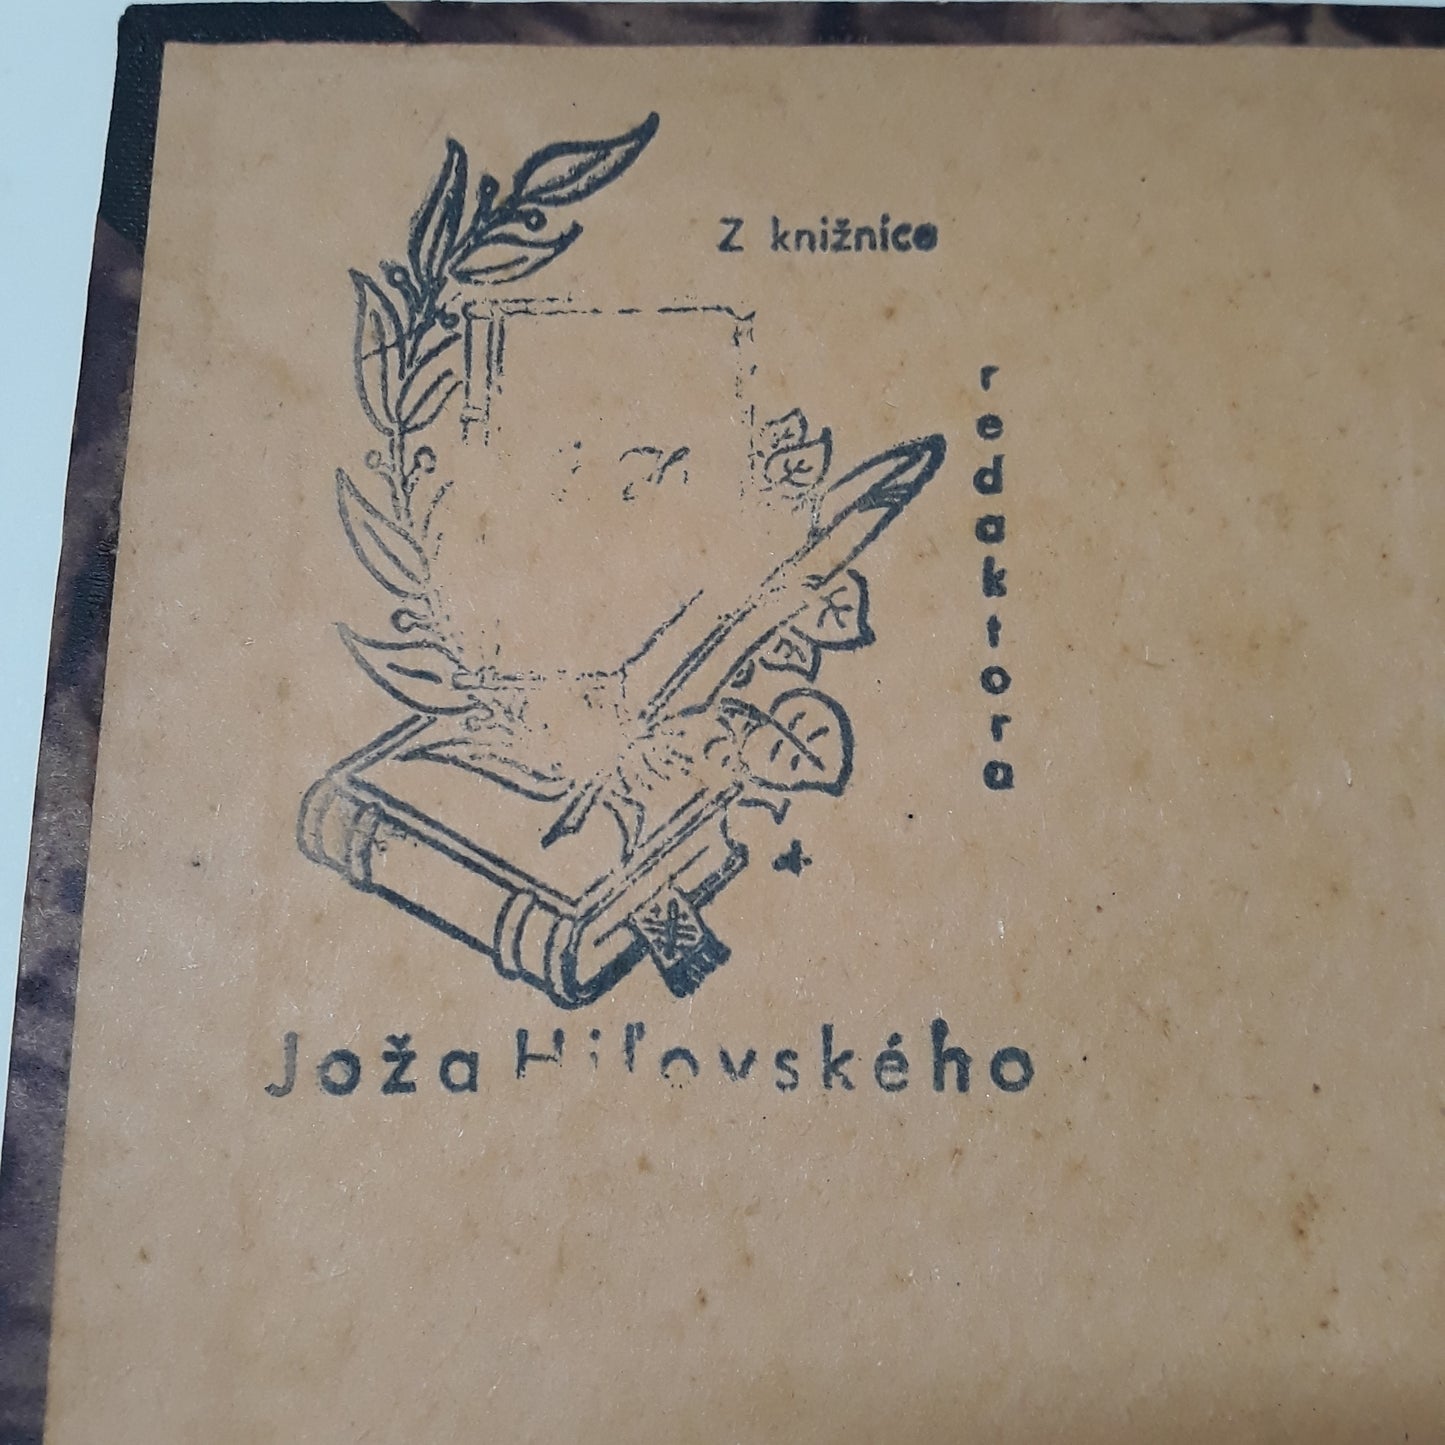 Z knižnice
redaktora
Joža Hiľovského